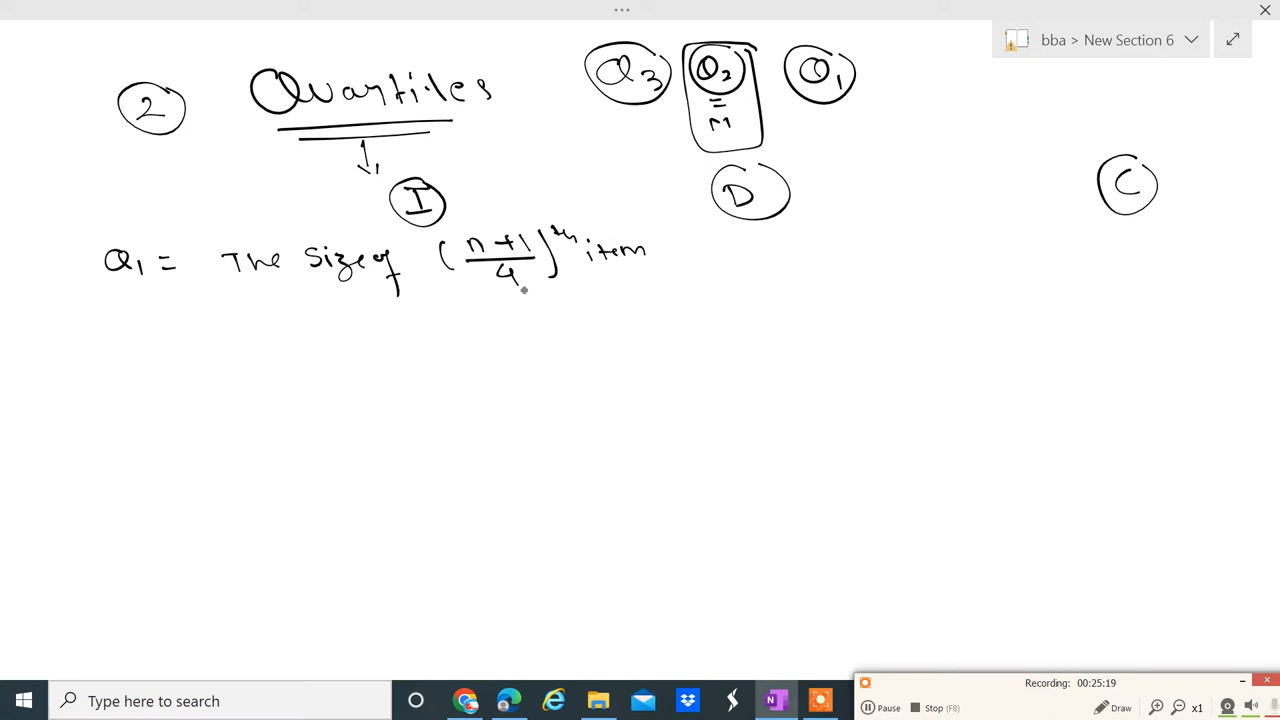 ...
bba > New Section 6
2 Quartiles Q3 Q2 Q1
= M
I D C
Q1 = The size of (n+1/4)th item
Type here to search
Recording: 00:25:19
Pause Stop (F8) Draw x1